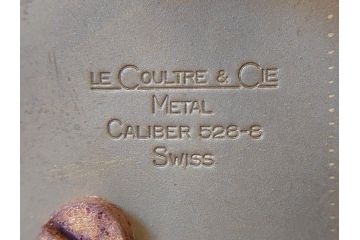 LE COULTRE & CIE
METAL
CALIBER 528-8
SWISS